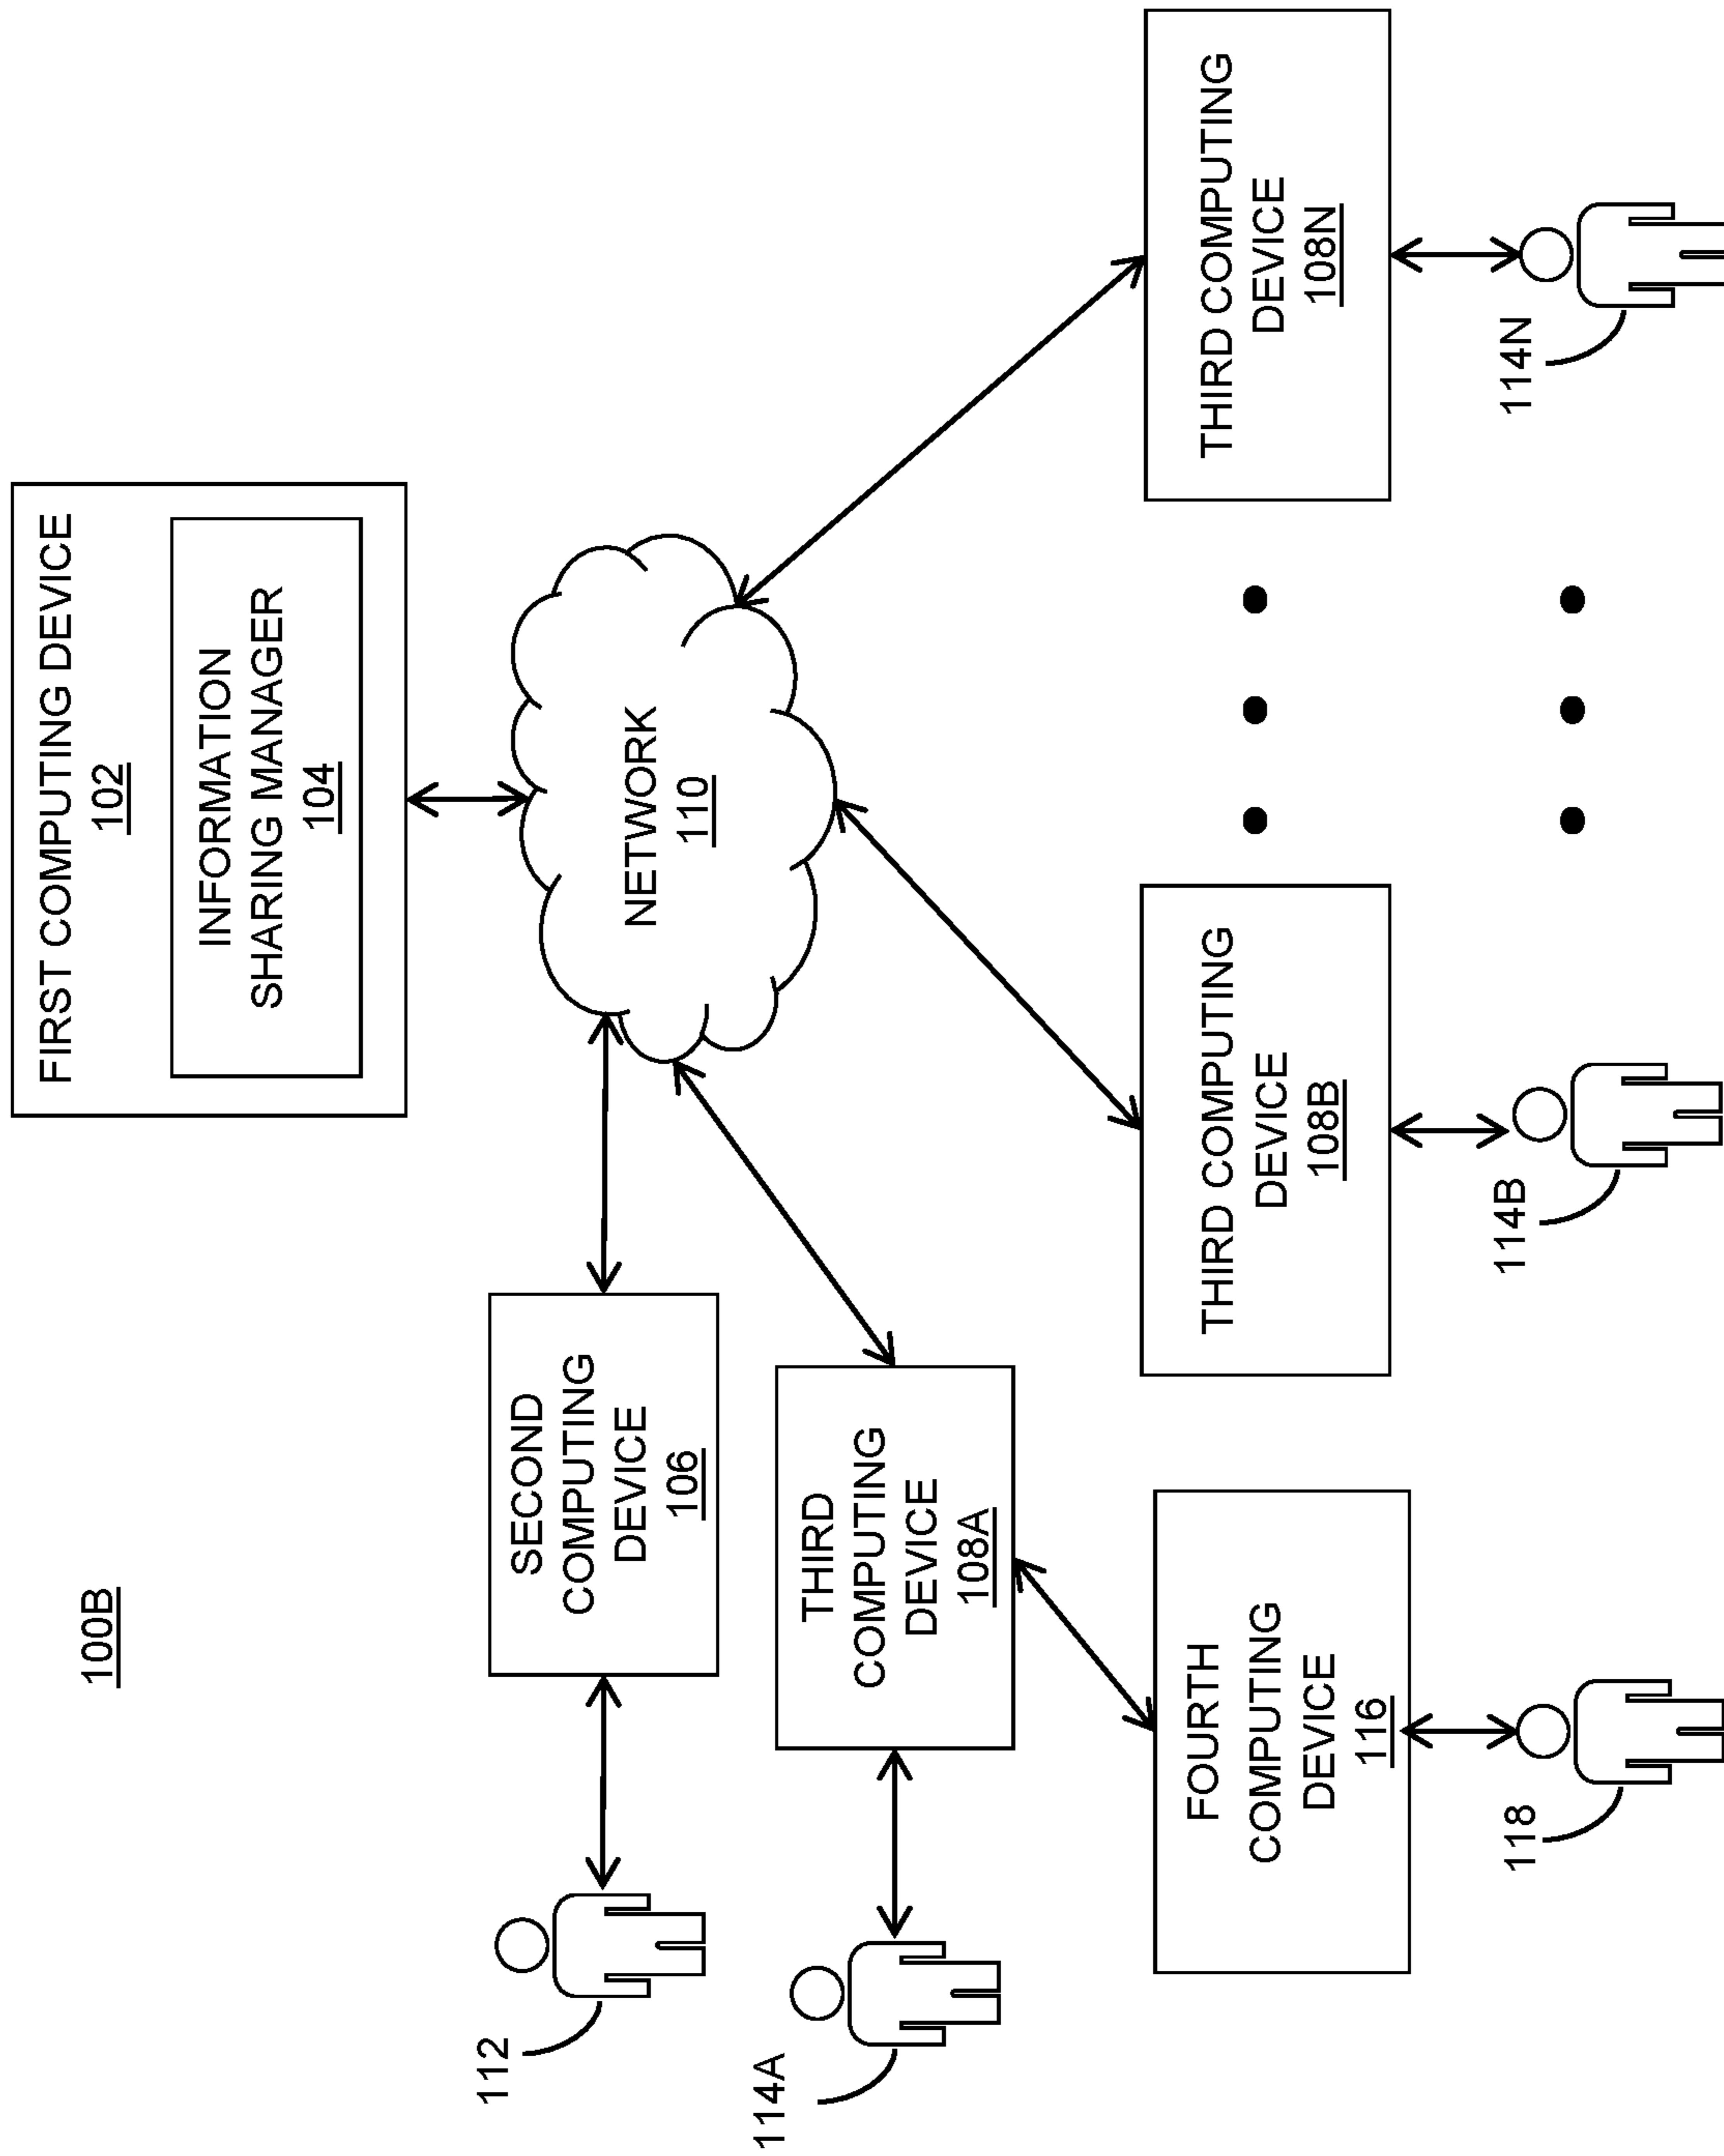 100B
FIRST COMPUTING DEVICE
102
INFORMATION
SHARING MANAGER
104
NETWORK
110
SECOND
COMPUTING
DEVICE
106
112
THIRD
COMPUTING
DEVICE
108A
114A
FOURTH
COMPUTING
DEVICE
116
118
THIRD COMPUTING
DEVICE
108B
114B
THIRD COMPUTING
DEVICE
108N
114N